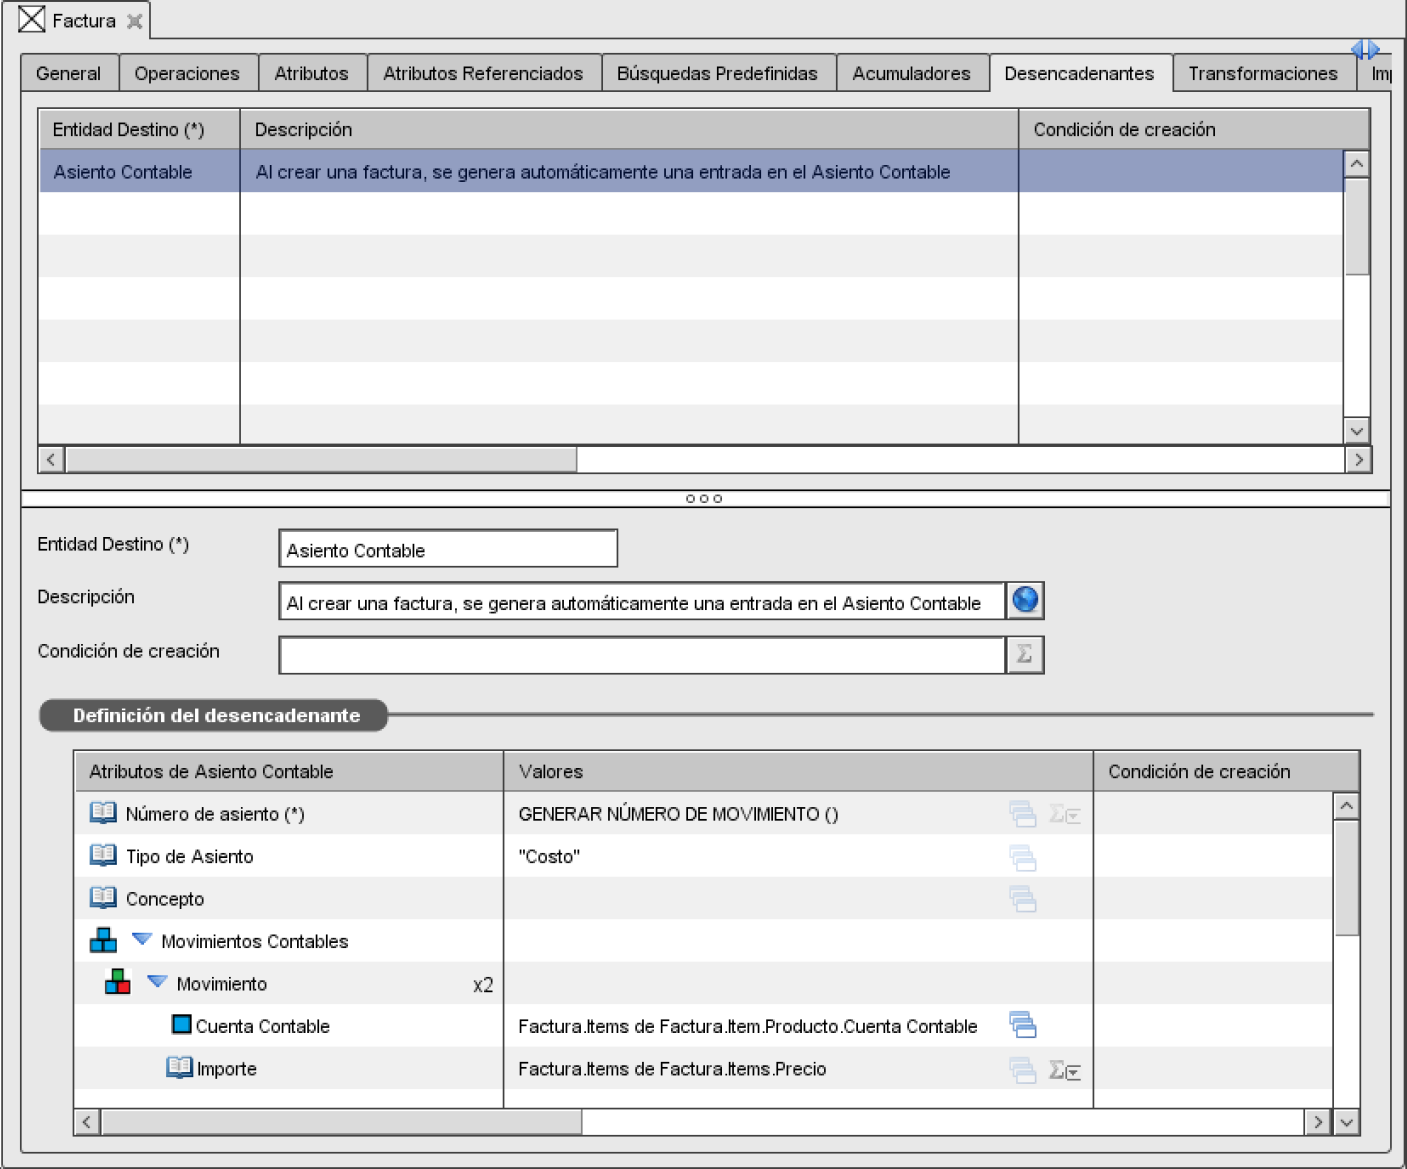 Factura
General Operaciones Atributos Atributos Referenciados Búsquedas Predefinidas Acumuladores Desencadenantes Transformaciones
Entidad Destino (*) Descripción Condición de creación
Asiento Contable Al crear una factura, se genera automáticamente una entrada en el Asiento Contable
Entidad Destino (*) Asiento Contable
Descripción Al crear una factura, se genera automáticamente una entrada en el Asiento Contable
Condición de creación Σ
Definición del desencadenante
Atributos de Asiento Contable Valores Condición de creación
Número de asiento (*) GENERAR NÚMERO DE MOVIMIENTO () Σ
Tipo de Asiento "Costo"
Concepto
Movimientos Contables
Movimiento x2
Cuenta Contable Factura.Items de Factura.Item.Producto.Cuenta Contable
Importe Factura.Items de Factura.Items.Precio Σ